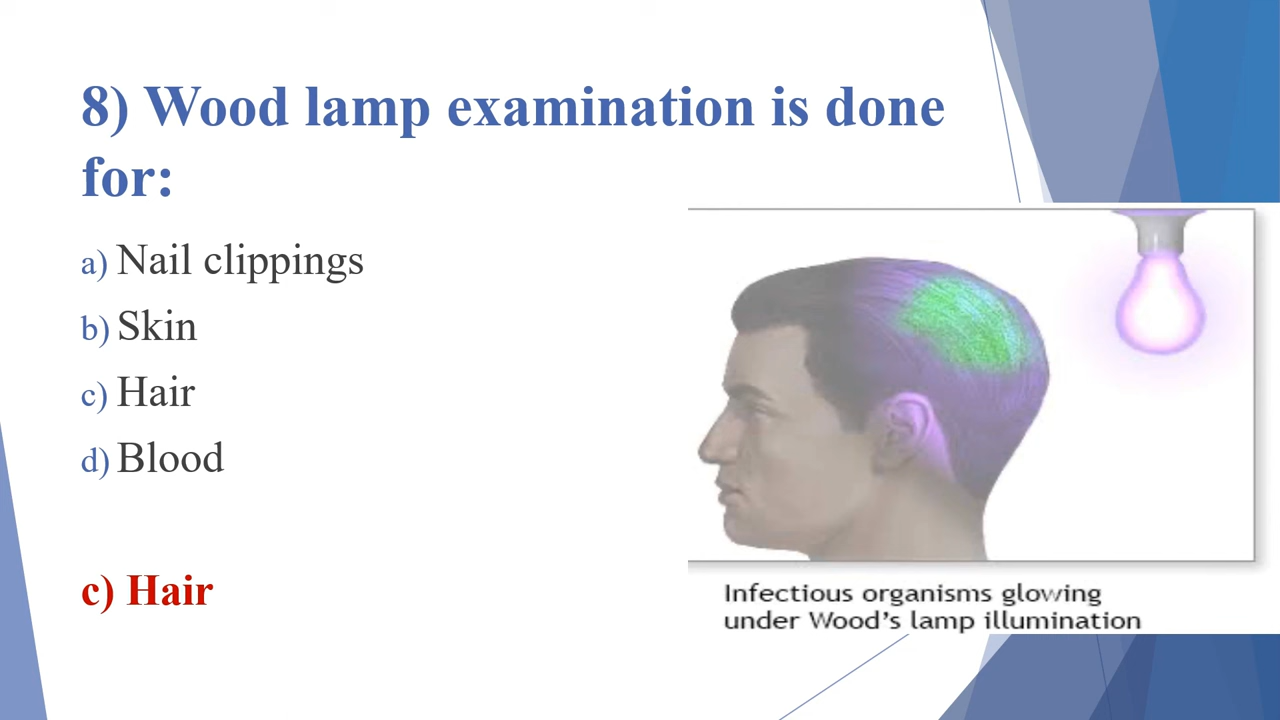 8) Wood lamp examination is done
for:
a) Nail clippings
b) Skin
c) Hair
d) Blood
c) Hair
Infectious organisms glowing
under Wood's lamp illumination